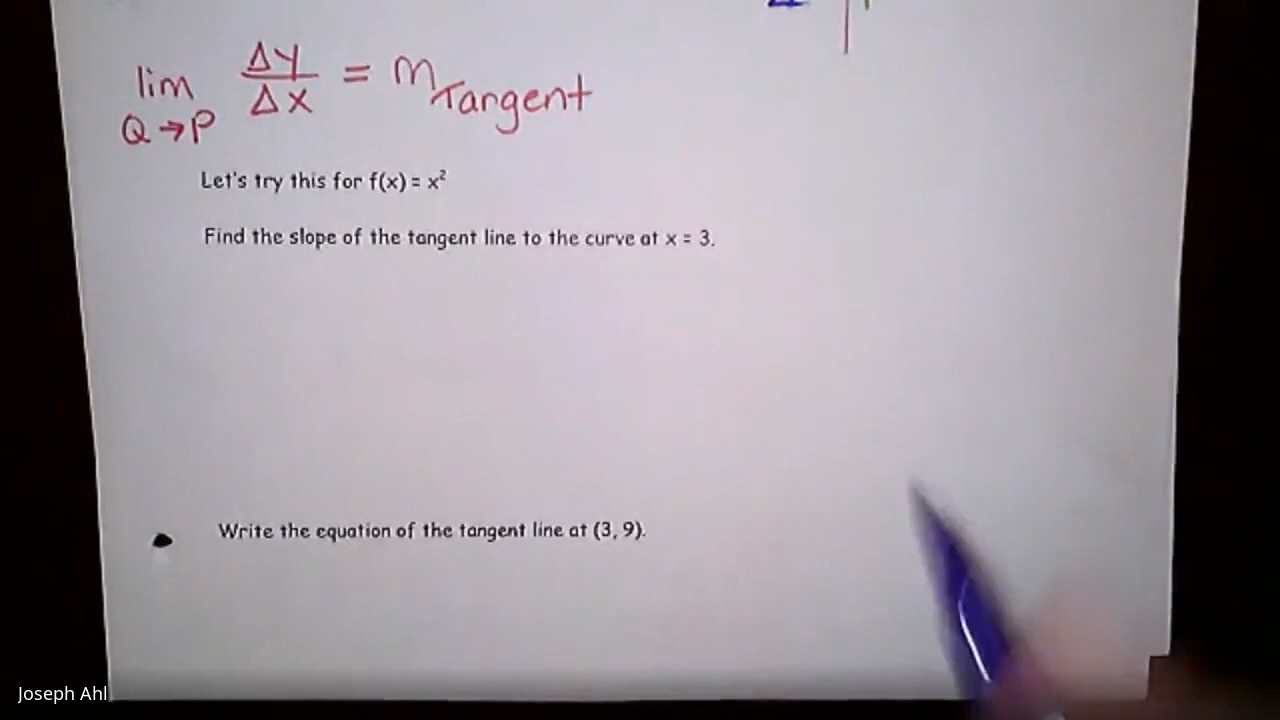 lim Δy/Δx = m Tangent
Q→P
Let's try this for f(x) = x²
Find the slope of the tangent line to the curve at x = 3.
Write the equation of the tangent line at (3, 9).
Joseph Ahl